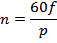 n = 60f / p